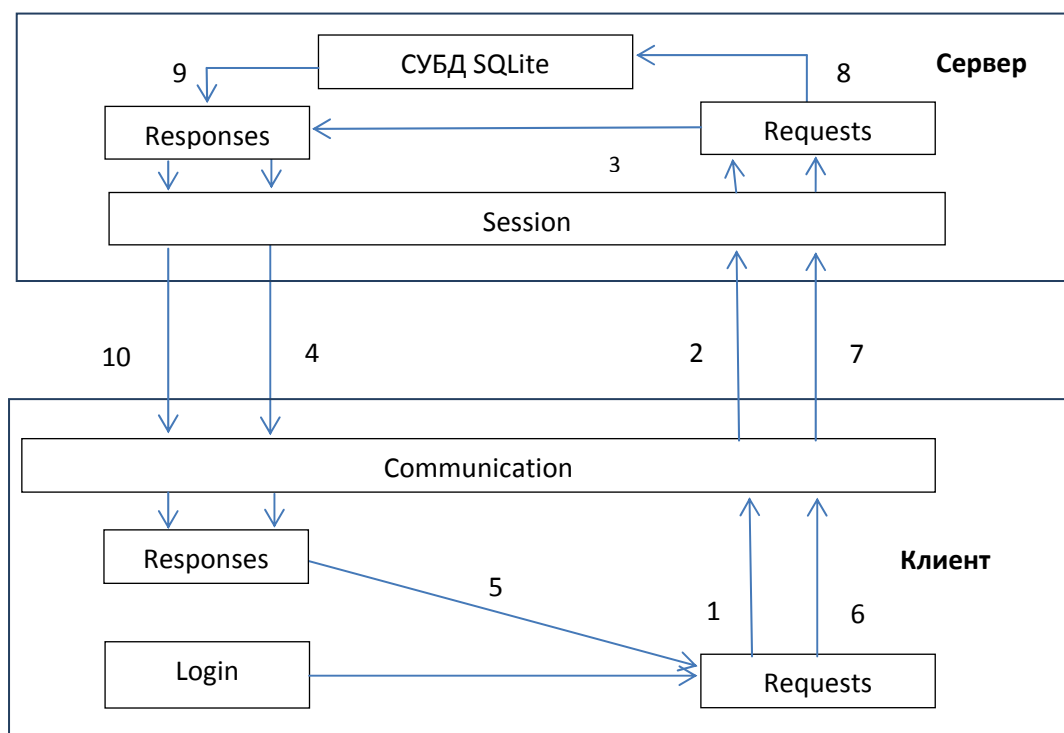 СУБД SQLite
9
8
Сервер
Responses
Requests
3
Session
10
4
2
7
Communication
Responses
Клиент
5
1
6
Login
Requests